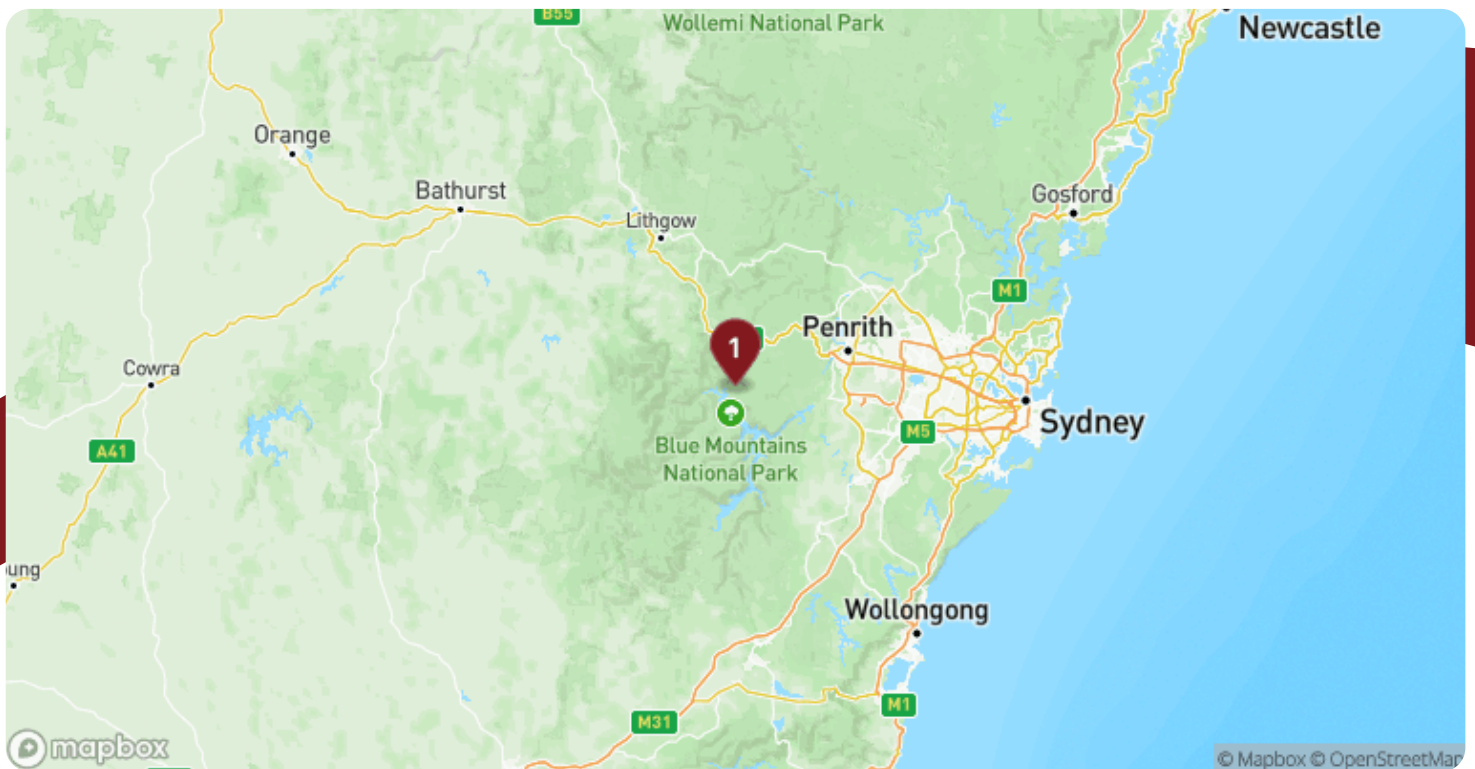 B55
Wollemi National Park
Newcastle
Orange
Bathurst
Gosford
Lithgow
M1
Penrith
1
Cowra
Sydney
A41
M5
Blue Mountains
National Park
ung
Wollongong
M1
M31
mapbox
© Mapbox © OpenStreetMap